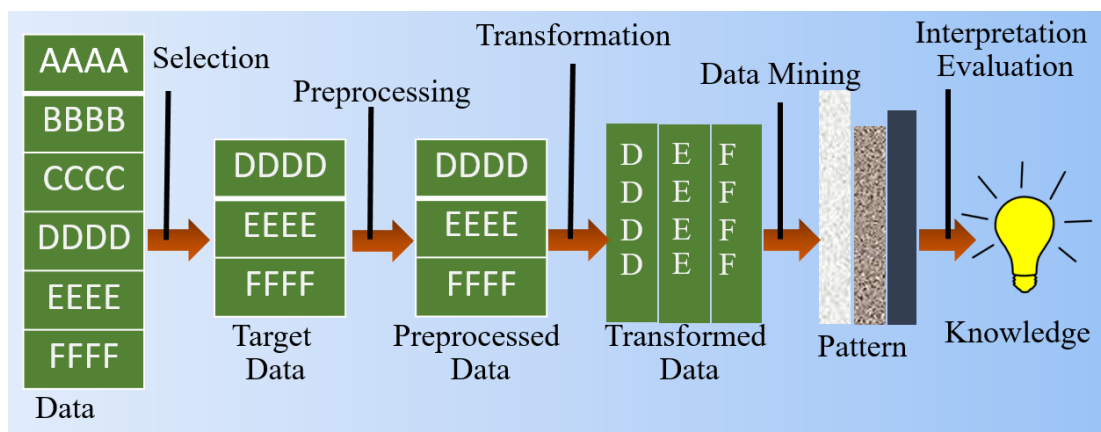 AAAA
BBBB
CCCC
DDDD
EEEE
FFFF
Data
Selection
DDDD
EEEE
FFFF
Target
Data
Preprocessing
DDDD
EEEE
FFFF
Preprocessed
Data
Transformation
D E F
D E F
D E F
D E F
Transformed
Data
Data Mining
Pattern
Interpretation
Evaluation
Knowledge